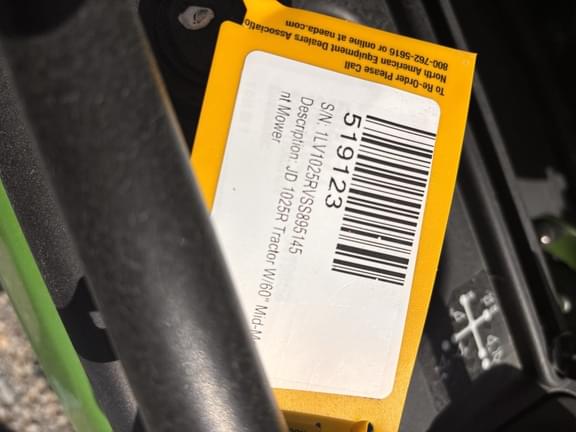 To Re-Order Please Call
North American Equipment Dealers Associatio
800-762-5616 or online at naeda.com
519123
S/N: 1LV1025RVSS895145
Description: JD 1025R Tractor W/60" Mid-M
nt Mower